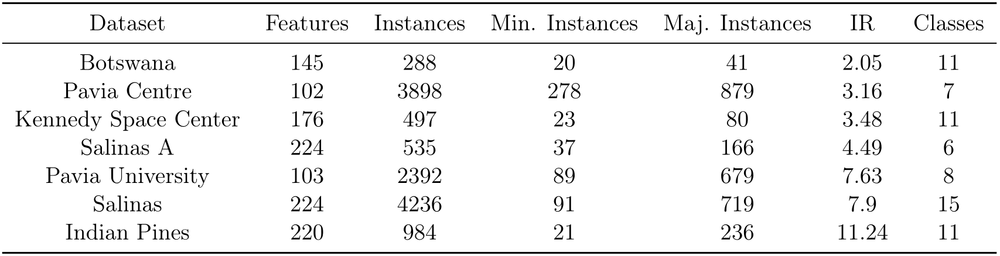 Dataset Features Instances Min. Instances Maj. Instances IR Classes
Botswana 145 288 20 41 2.05 11
Pavia Centre 102 3898 278 879 3.16 7
Kennedy Space Center 176 497 23 80 3.48 11
Salinas A 224 535 37 166 4.49 6
Pavia University 103 2392 89 679 7.63 8
Salinas 224 4236 91 719 7.9 15
Indian Pines 220 984 21 236 11.24 11